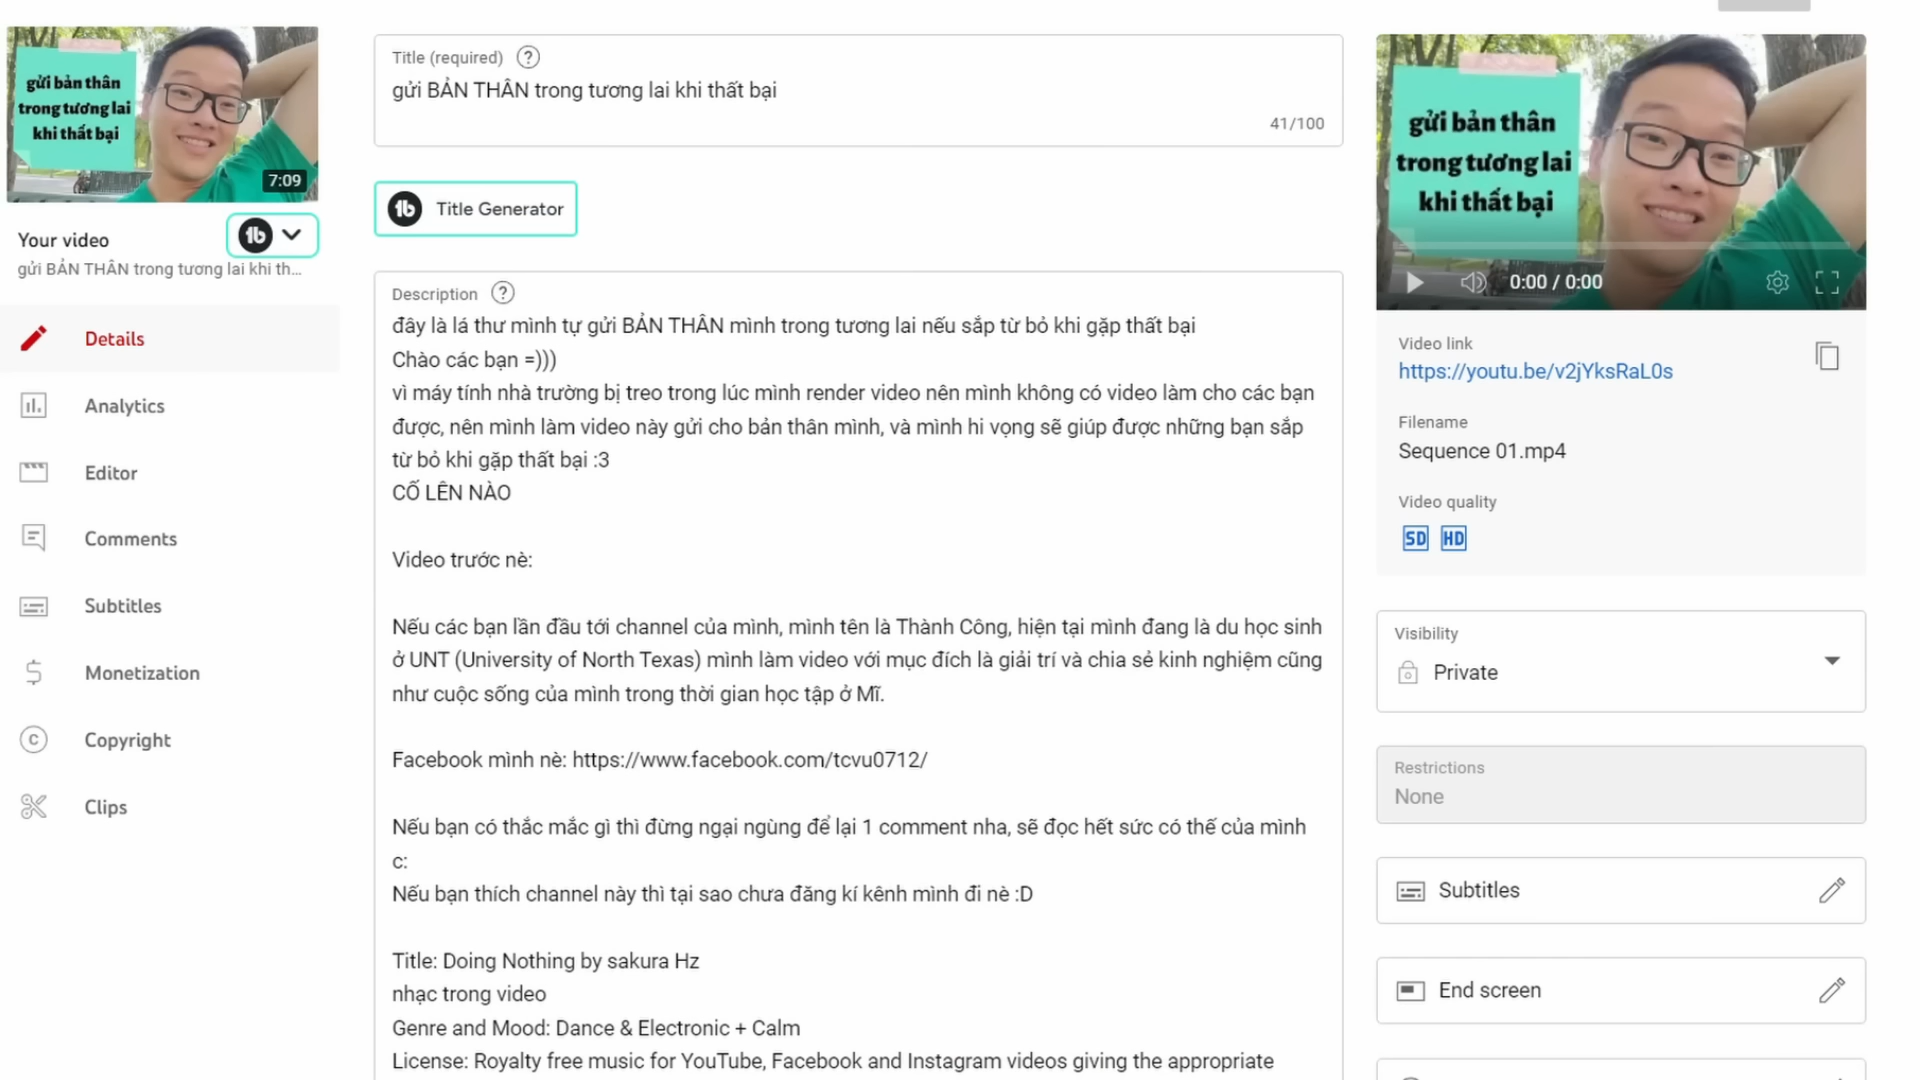 gửi bản thân
trong tương lai
khi thất bại
7:09
Your video
gửi BẢN THÂN trong tương lai khi th...
Details
Analytics
Editor
Comments
Subtitles
Monetization
Copyright
Clips
Title (required)
gửi BẢN THÂN trong tương lai khi thất bại
41/100
Title Generator
Description
đây là lá thư mình tự gửi BẢN THÂN mình trong tương lai nếu sắp từ bỏ khi gặp thất bại
Chào các bạn =)))
vì máy tính nhà trường bị treo trong lúc mình render video nên mình không có video làm cho các bạn
được, nên mình làm video này gửi cho bản thân mình, và mình hi vọng sẽ giúp được những bạn sắp
từ bỏ khi gặp thất bại :3
CỐ LÊN NÀO
Video trước nè:
Nếu các bạn lần đầu tới channel của mình, mình tên là Thành Công, hiện tại mình đang là du học sinh
ở UNT (University of North Texas) mình làm video với mục đích là giải trí và chia sẻ kinh nghiệm cũng
như cuộc sống của mình trong thời gian học tập ở Mĩ.
Facebook mình nè: https://www.facebook.com/tcvu0712/
Nếu bạn có thắc mắc gì thì đừng ngại ngùng để lại 1 comment nha, sẽ đọc hết sức có thế của mình
c:
Nếu bạn thích channel này thì tại sao chưa đăng kí kênh mình đi nè :D
Title: Doing Nothing by sakura Hz
nhạc trong video
Genre and Mood: Dance & Electronic + Calm
License: Royalty free music for YouTube, Facebook and Instagram videos giving the appropriate
gửi bản thân
trong tương lai
khi thất bại
0:00 / 0:00
Video link
https://youtu.be/v2jYksRaL0s
Filename
Sequence 01.mp4
Video quality
SD HD
Visibility
Private
Restrictions
None
Subtitles
End screen